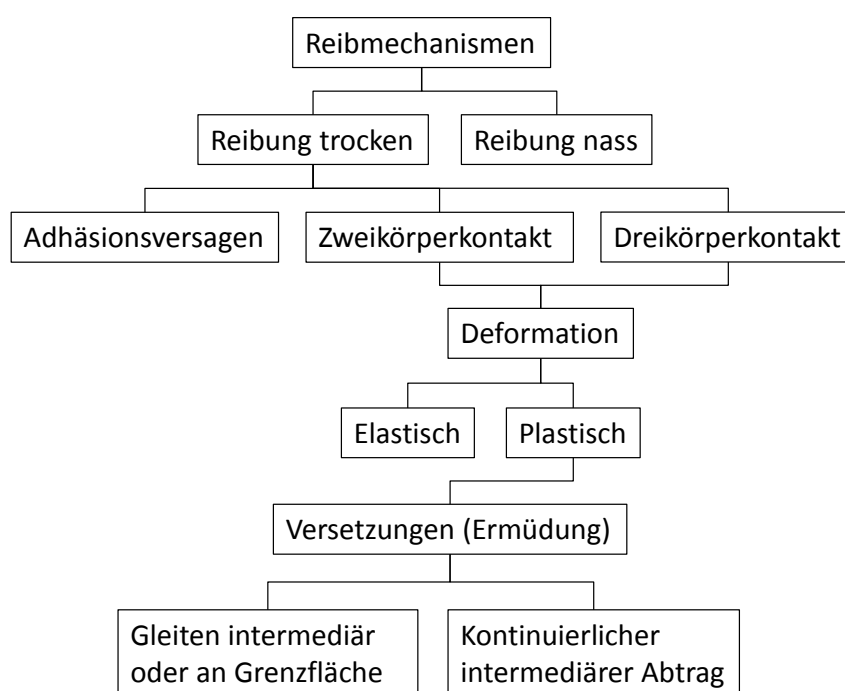 Reibmechanismen
Reibung trocken
Reibung nass
Adhäsionsversagen
Zweikörperkontakt
Dreikörperkontakt
Deformation
Elastisch
Plastisch
Versetzungen (Ermüdung)
Gleiten intermediär
oder an Grenzfläche
Kontinuierlicher
intermediärer Abtrag